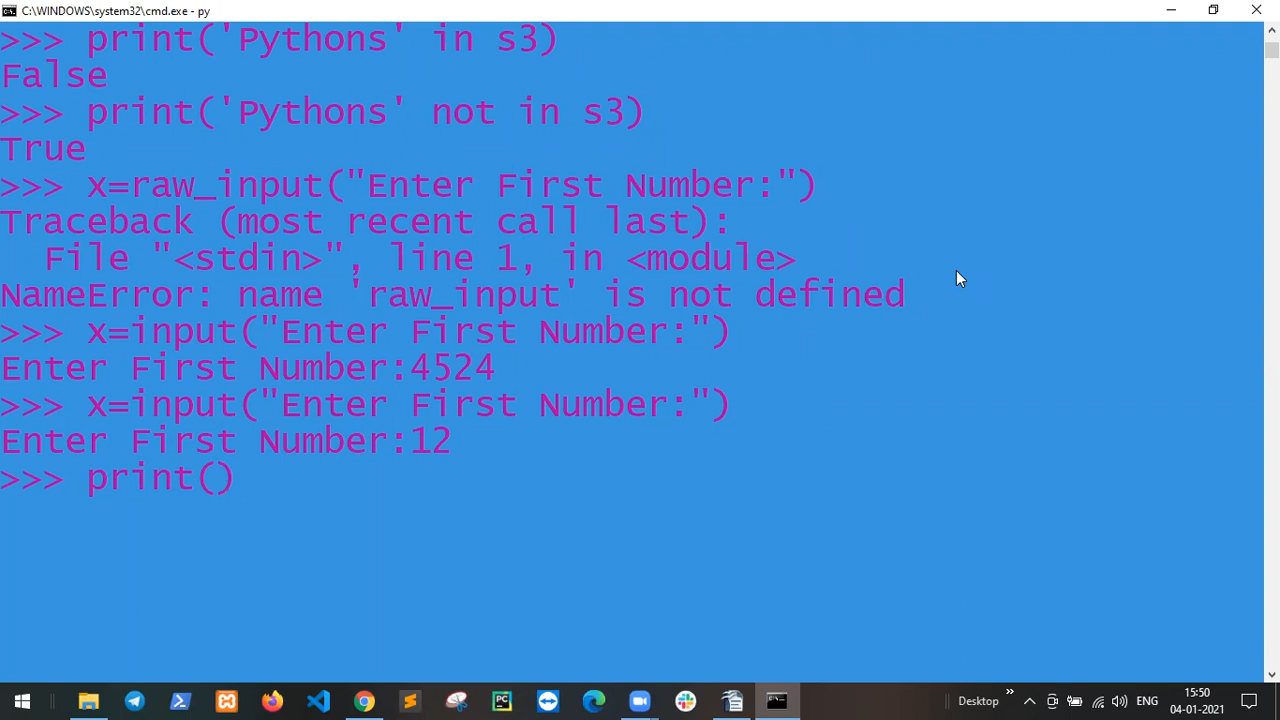 C:\WINDOWS\system32\cmd.exe - py
>>> print('Pythons' in s3)
False
>>> print('Pythons' not in s3)
True
>>> x=raw_input("Enter First Number:")
Traceback (most recent call last):
  File "<stdin>", line 1, in <module>
NameError: name 'raw_input' is not defined
>>> x=input("Enter First Number:")
Enter First Number:4524
>>> x=input("Enter First Number:")
Enter First Number:12
>>> print()
PC
Desktop
ENG
15:50
04-01-2021